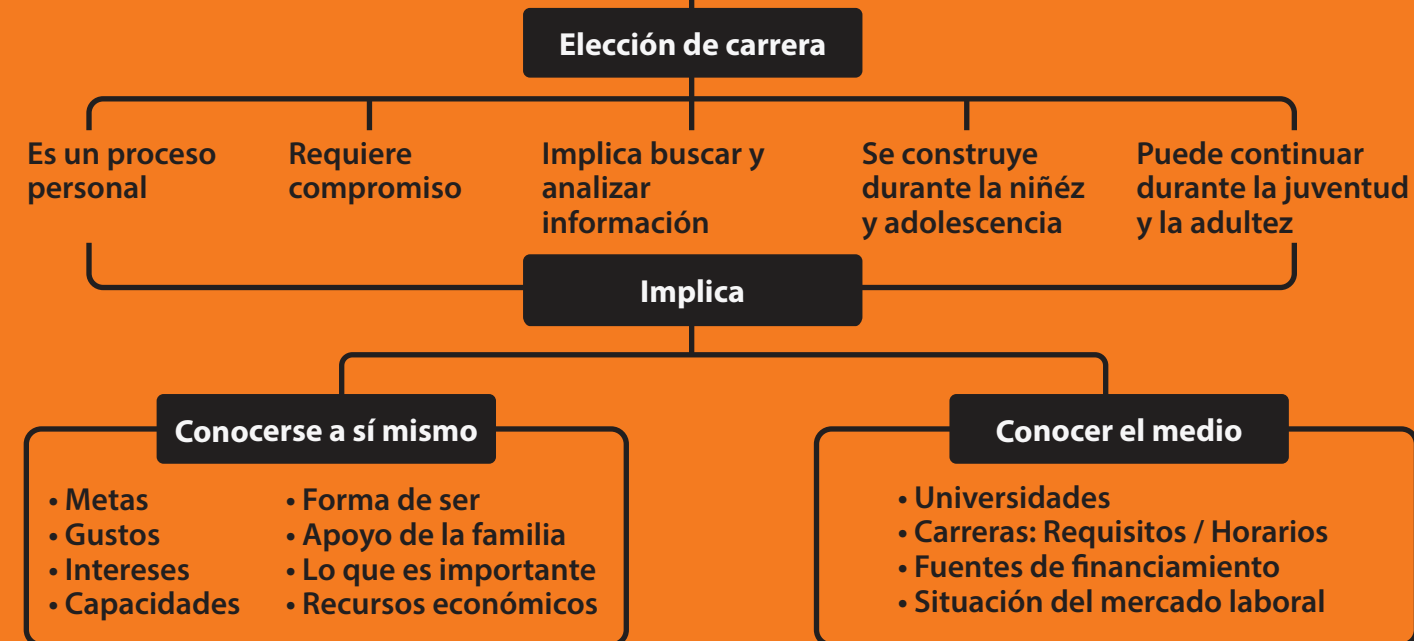 Elección de carrera
Es un proceso
personal
Requiere
compromiso
Implica buscar y
analizar
información
Se construye
durante la niñéz
y adolescencia
Puede continuar
durante la juventud
y la adultez
Implica
Conocerse a sí mismo
• Metas
• Gustos
• Intereses
• Capacidades
• Forma de ser
• Apoyo de la familia
• Lo que es importante
• Recursos económicos
Conocer el medio
• Universidades
• Carreras: Requisitos / Horarios
• Fuentes de financiamiento
• Situación del mercado laboral